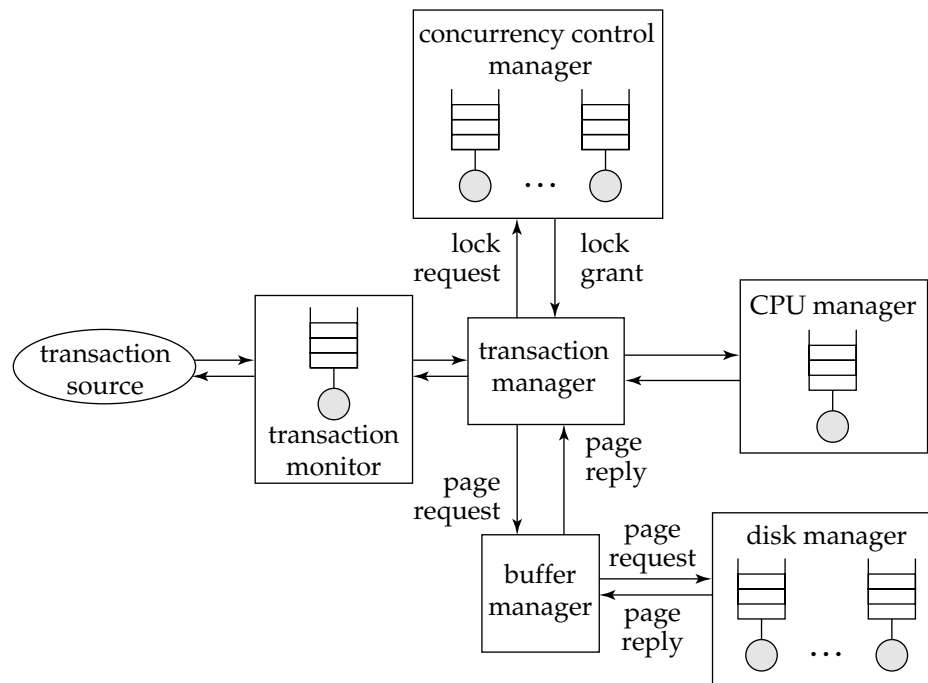 concurrency control
manager
...
lock
request
lock
grant
transaction
source
transaction
monitor
transaction
manager
CPU manager
page
request
page
reply
buffer
manager
page
request
page
reply
disk manager
...